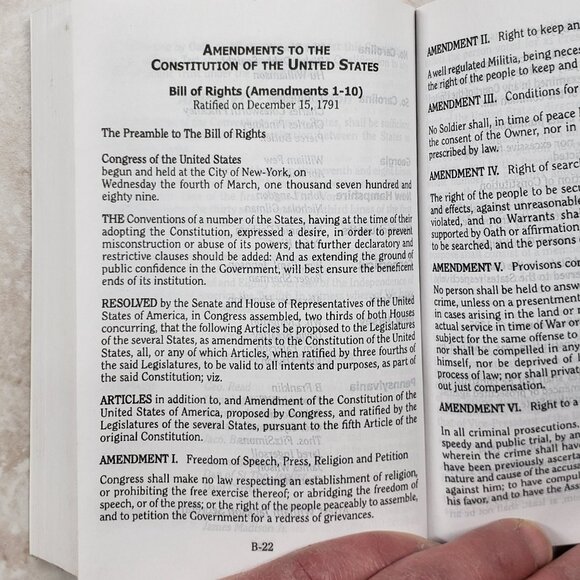 AMENDMENTS TO THE
CONSTITUTION OF THE UNITED STATES
Bill of Rights (Amendments 1-10)
Ratified on December 15, 1791
The Preamble to The Bill of Rights
Congress of the United States
begun and held at the City of New-York, on
Wednesday the fourth of March, one thousand seven hundred and
eighty nine.
THE Conventions of a number of the States, having at the time of their
adopting the Constitution, expressed a desire, in order to prevent
misconstruction or abuse of its powers, that further declaratory and
restrictive clauses should be added: And as extending the ground of
public confidence in the Government, will best ensure the beneficent
ends of its institution.
RESOLVED by the Senate and House of Representatives of the United
States of America, in Congress assembled, two thirds of both Houses
concurring, that the following Articles be proposed to the Legislatures
of the several States, as amendments to the Constitution of the United
States, all, or any of which Articles, when ratified by three fourths of
the said Legislatures, to be valid to all intents and purposes, as part of
the said Constitution; viz.
ARTICLES in addition to, and Amendment of the Constitution of the
United States of America, proposed by Congress, and ratified by the
Legislatures of the several States, pursuant to the fifth Article of the
original Constitution.
AMENDMENT I. Freedom of Speech, Press, Religion and Petition
Congress shall make no law respecting an establishment of religion,
or prohibiting the free exercise thereof; or abridging the freedom of
speech, or of the press; or the right of the people peaceably to assemble,
and to petition the Government for a redress of grievances.
B-22
AMENDMENT II. Right to keep an
A well regulated Militia, being neces
the right of the people to keep and
AMENDMENT III. Conditions for
No Soldier shall, in time of peace b
the consent of the Owner, nor in
prescribed by law.
AMENDMENT IV. Right of search
The right of the people to be sec
and effects, against unreasonable
violated, and no Warrants shall
supported by Oath or affirmation
to be searched, and the persons
AMENDMENT V. Provisions con
No person shall be held to answ
crime, unless on a presentment
in cases arising in the land or n
actual service in time of War or
subject for the same offense to
nor shall be compelled in any
himself, nor be deprived of l
process of law; nor shall privat
out just compensation.
AMENDMENT VI. Right to a
In all criminal prosecutions.
speedy and public trial, by an
wherein the crime shall have
have been previously ascerta
nature and cause of the accusa
against him; to have compuls
his favor, and to have the Ass